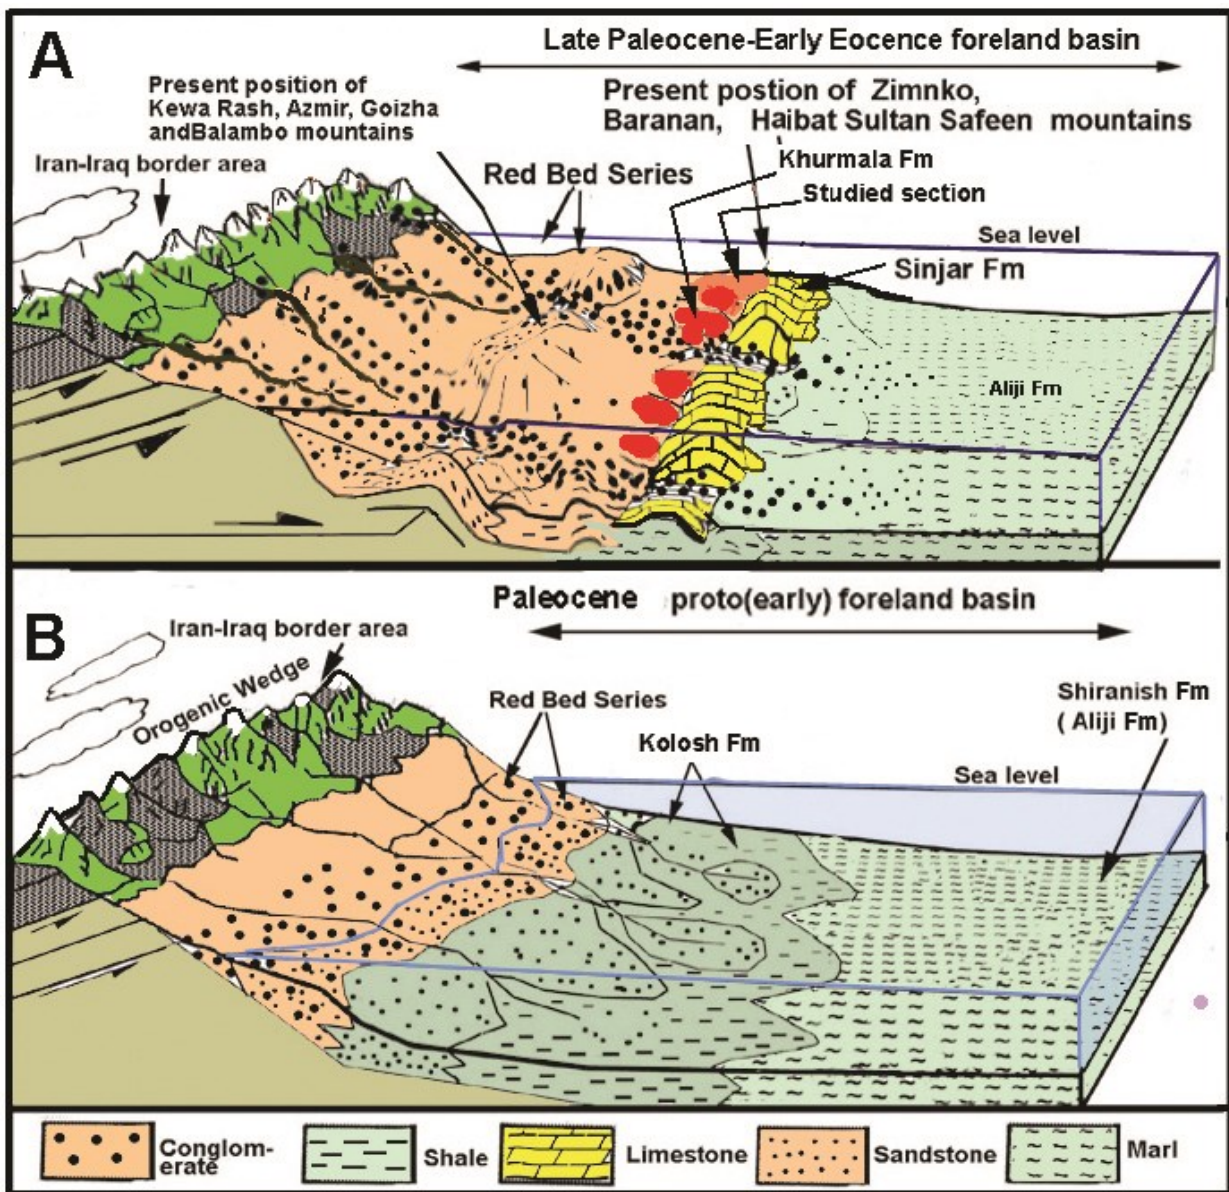 A
Late Paleocene-Early Eocence foreland basin
Present position of
Kewa Rash, Azmir, Goizha
andBalambo mountains
Present postion of Zimnko,
Baranan, Haibat Sultan Safeen mountains
Iran-Iraq border area
Red Bed Series
Khurmala Fm
Studied section
Sea level
Sinjar Fm
Aliji Fm
B
Paleocene proto(early) foreland basin
Iran-Iraq border area
Orogenic Wedge
Red Bed Series
Kolosh Fm
Shiranish Fm
( Aliji Fm)
Sea level
Conglom-
erate
Shale
Limestone
Sandstone
Marl